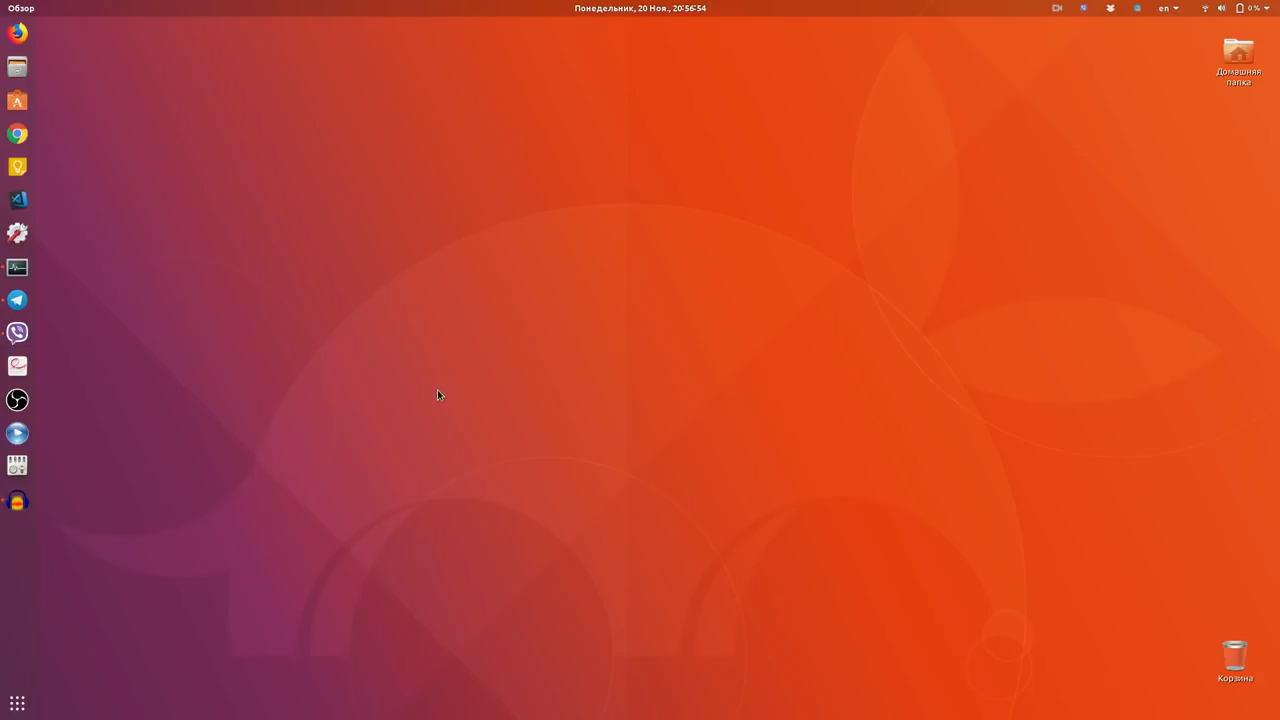 Обзор
Понедельник, 20 Ноя., 20:56:54
en
0 %
Домашняя
папка
Корзина